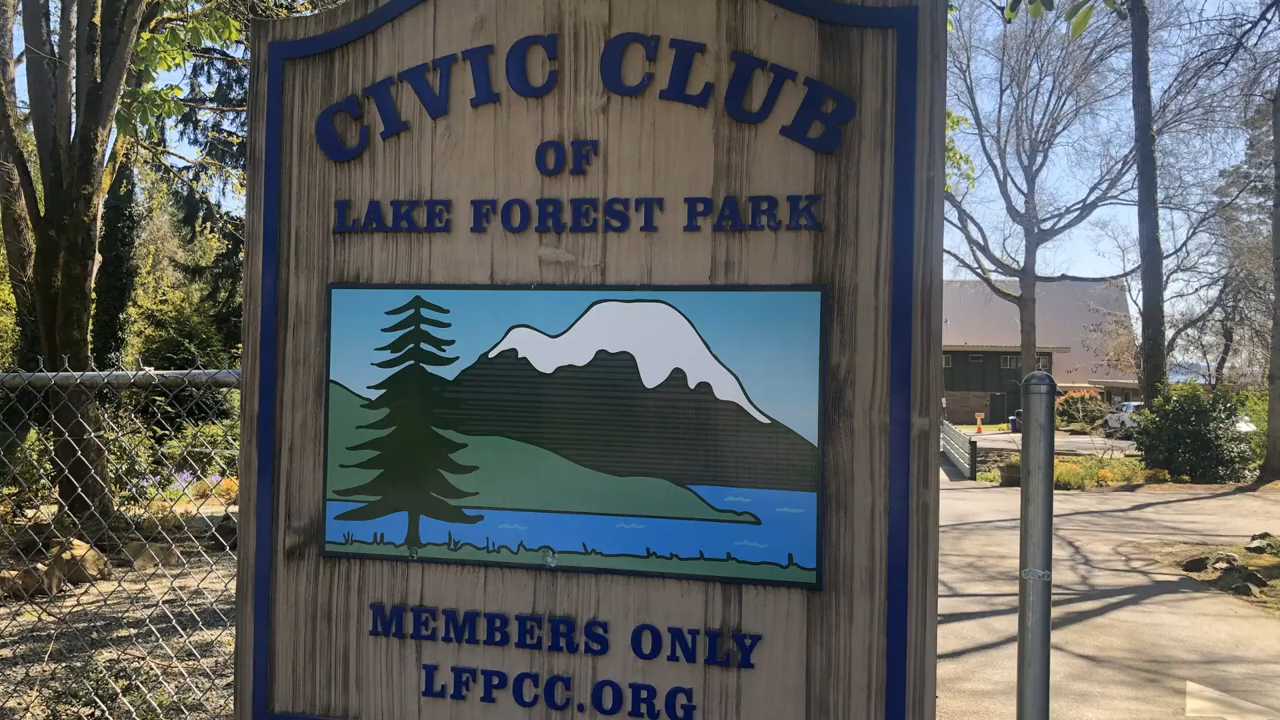 CIVIC CLUB
OF
LAKE FOREST PARK
MEMBERS ONLY
LFPCC.ORG